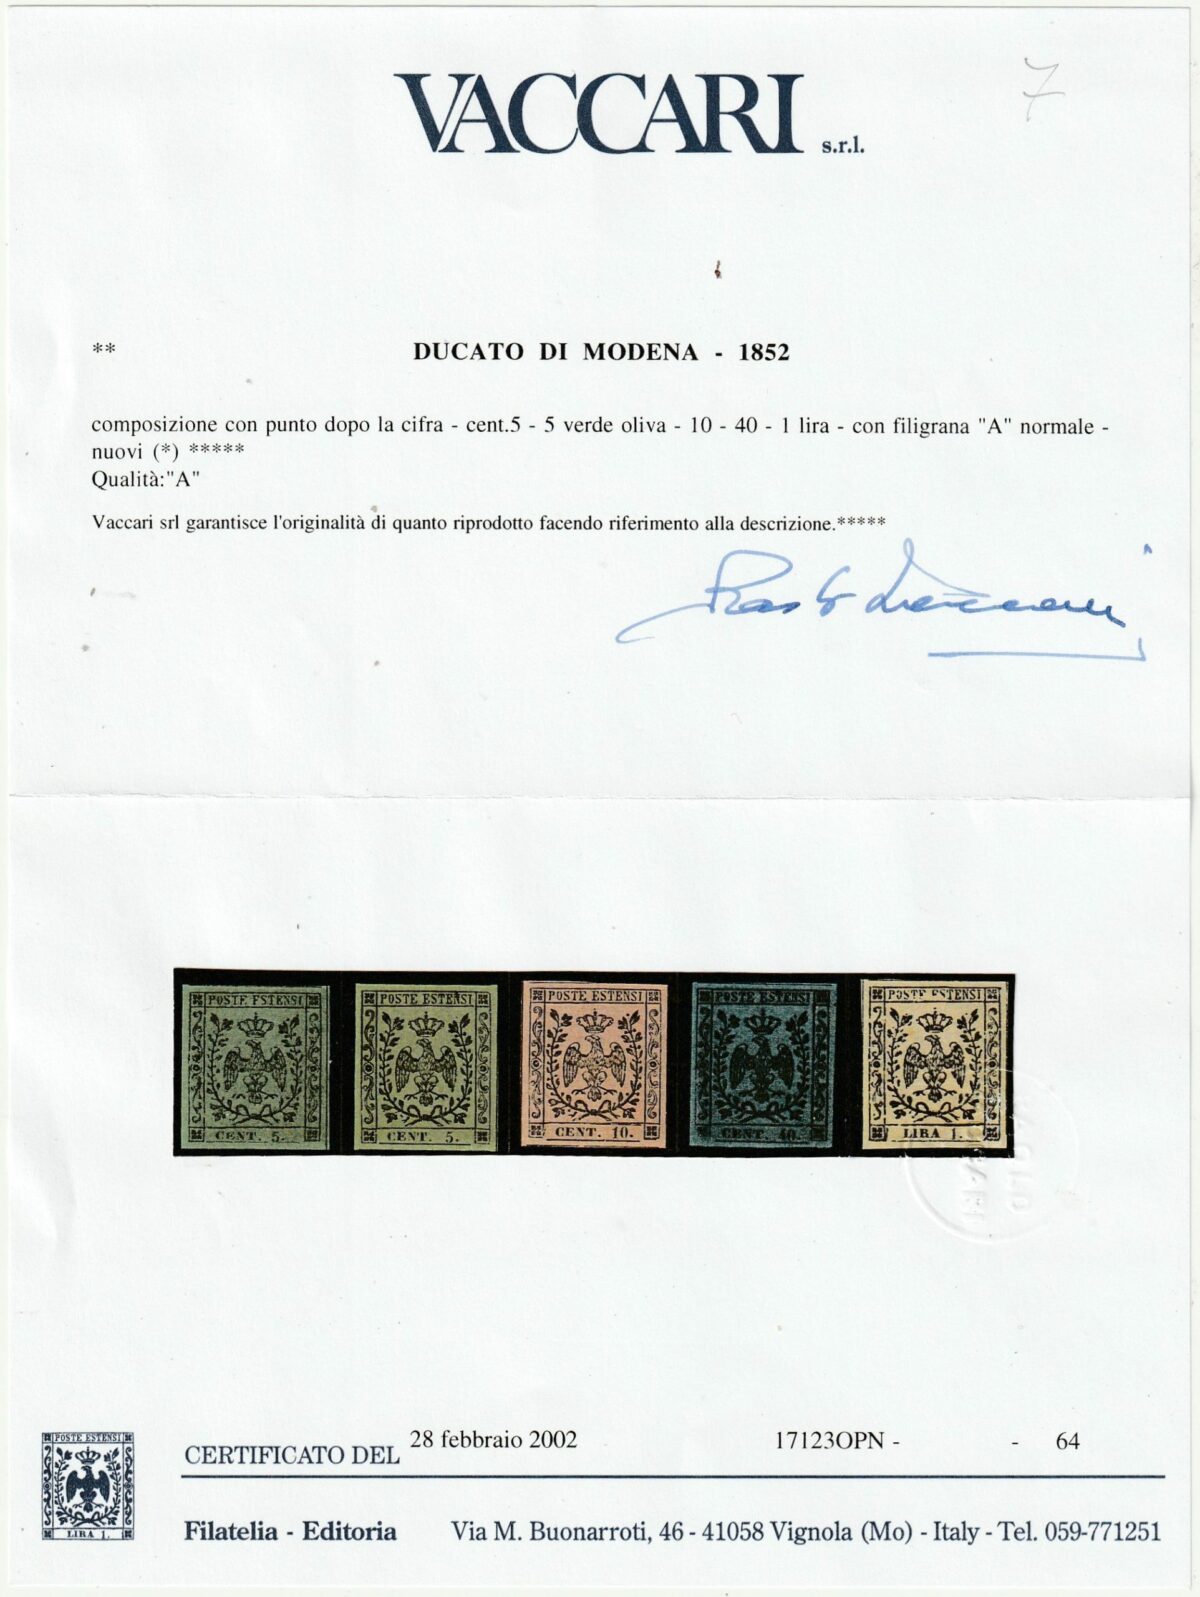 VACCARI s.r.l.
7
** DUCATO DI MODENA - 1852
composizione con punto dopo la cifra - cent.5 - 5 verde oliva - 10 - 40 - 1 lira - con filigrana "A" normale -
nuovi (*) *****
Qualità:"A"
Vaccari srl garantisce l'originalità di quanto riprodotto facendo riferimento alla descrizione.*****
POSTE ESTENSI
CENT. 5.
POSTE ESTENSI
CENT. 5.
POSTE ESTENSI
CENT. 10.
POSTE ESTENSI
CENT. 40.
POSTE ESTENSI
LIRA 1.
POSTE ESTENSI
LIRA 1.
CERTIFICATO DEL 28 febbraio 2002 17123OPN - - 64
Filatelia - Editoria Via M. Buonarroti, 46 - 41058 Vignola (Mo) - Italy - Tel. 059-771251